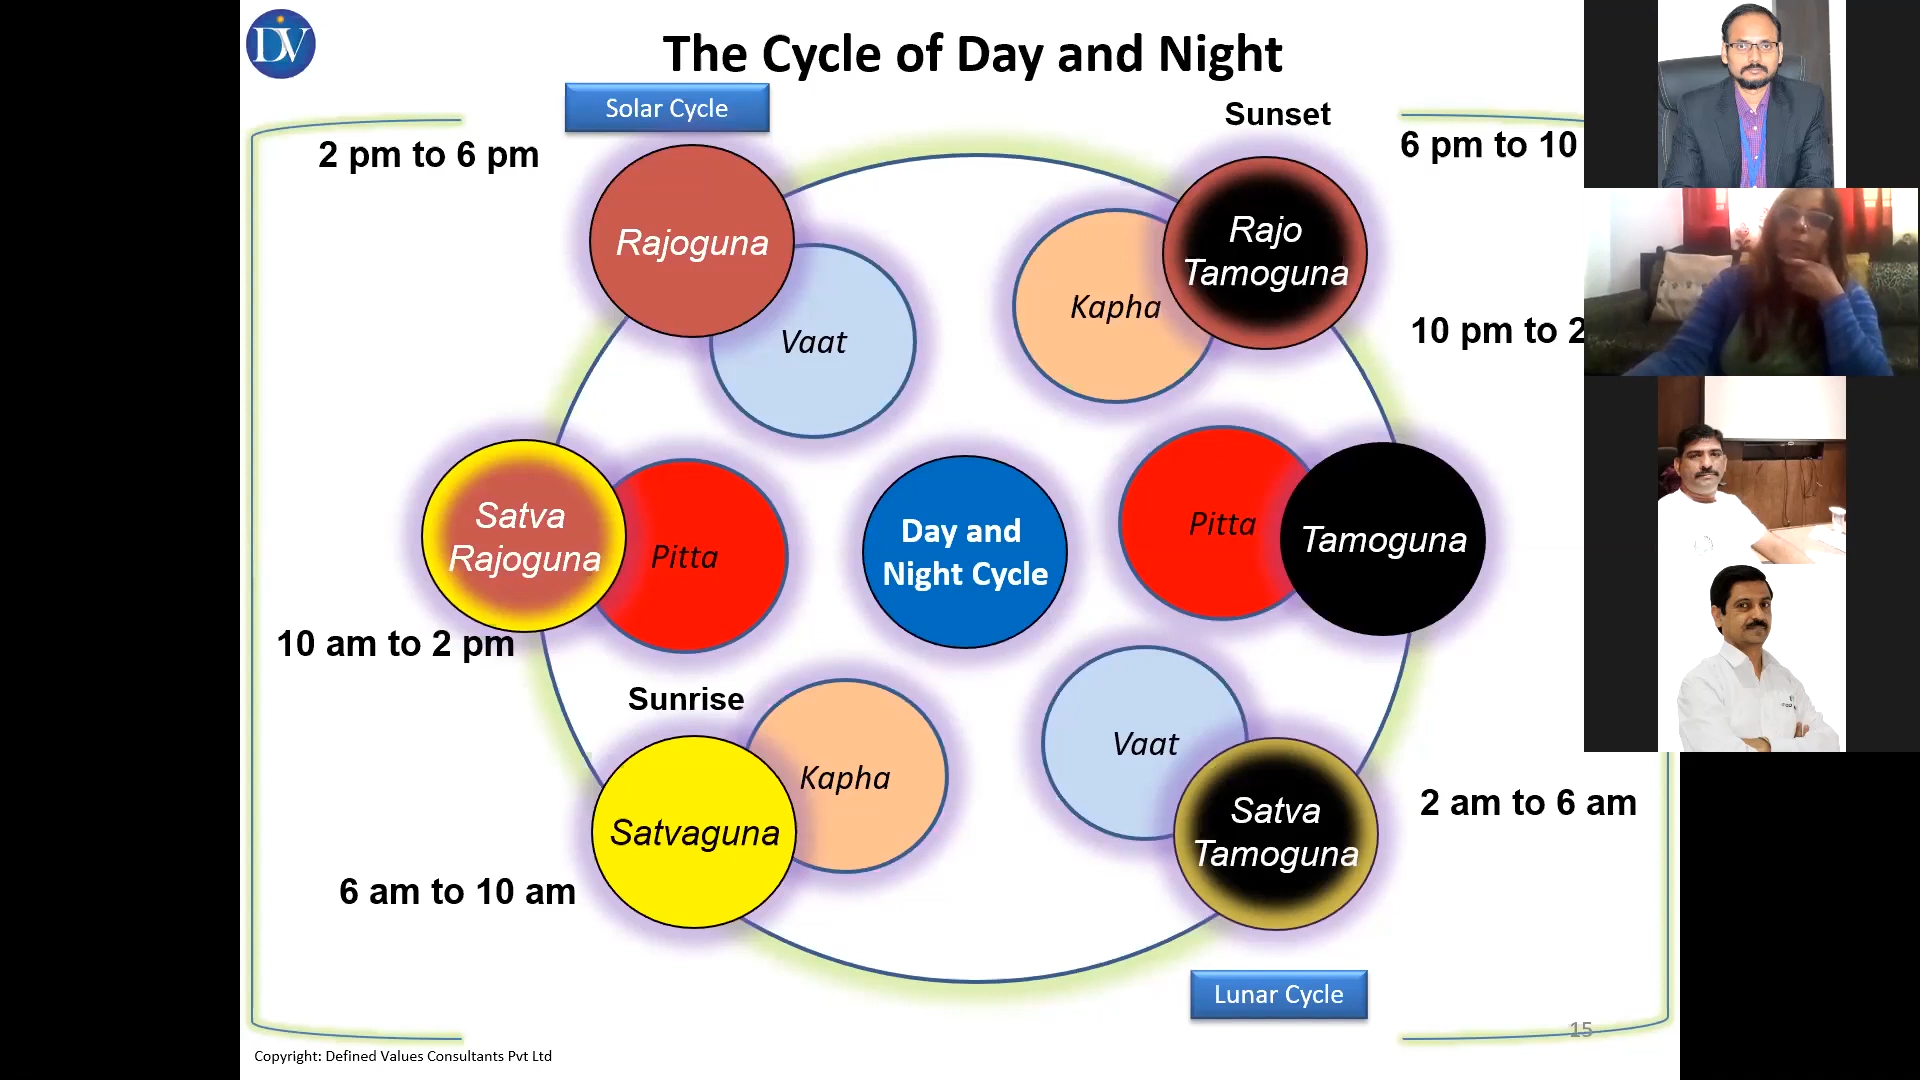 DV
The Cycle of Day and Night
Solar Cycle
Sunset
2 pm to 6 pm
6 pm to 10
Rajoguna
Rajo
Tamoguna
Kapha
Vaat
10 pm to 2
Satva
Rajoguna
Pitta
Day and
Night Cycle
Pitta
Tamoguna
10 am to 2 pm
Sunrise
Kapha
Satvaguna
Vaat
Satva
Tamoguna
2 am to 6 am
6 am to 10 am
Lunar Cycle
15
Copyright: Defined Values Consultants Pvt Ltd